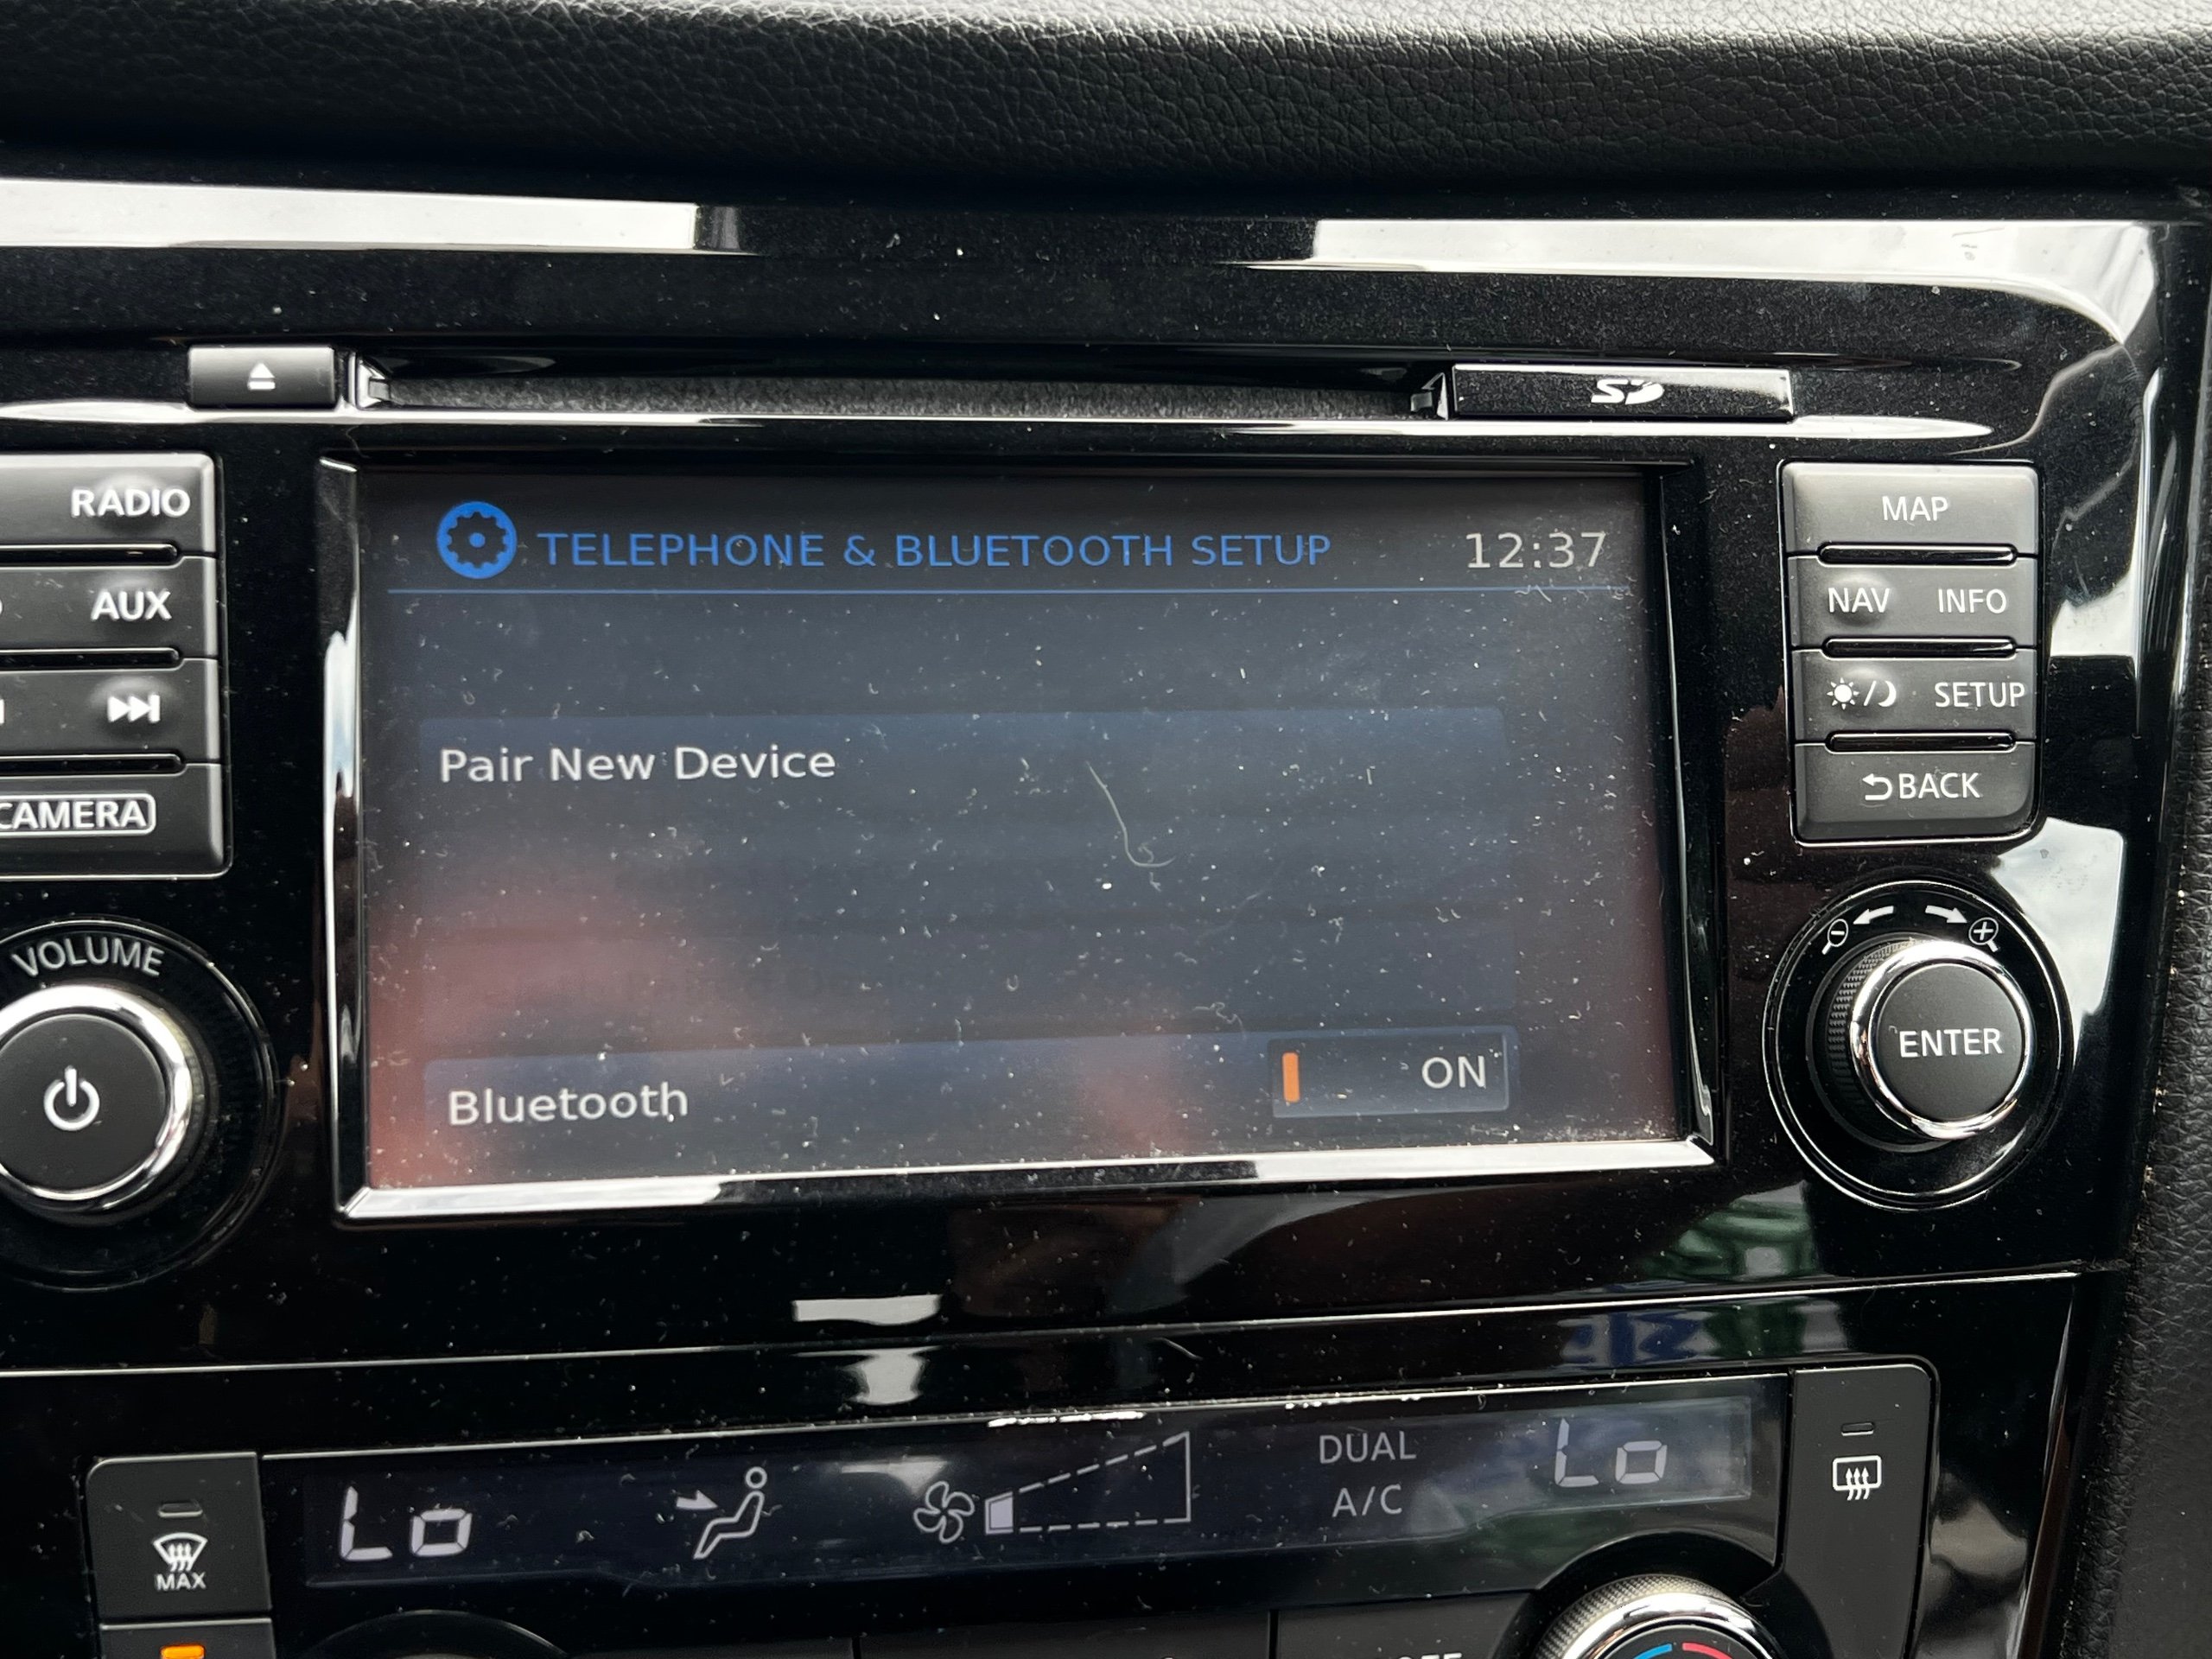 SD
RADIO
AUX
CAMERA
VOLUME
TELEPHONE & BLUETOOTH SETUP 12:37
Pair New Device
Bluetooth ON
MAP
NAV INFO
SETUP
BACK
ENTER
Lo DUAL Lo
A/C
MAX